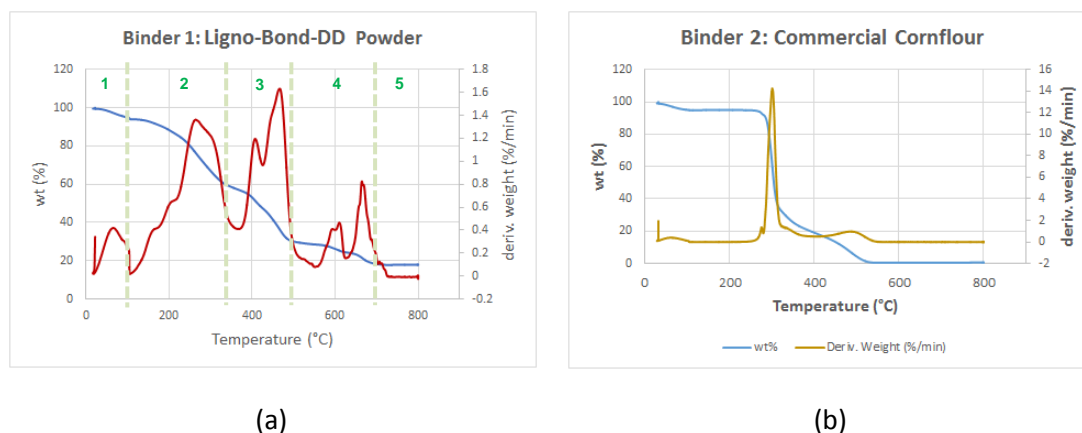 Binder 1: Ligno-Bond-DD Powder
1 2 3 4 5
120
100
80
60
40
20
0
wt (%)
1.8
1.6
1.4
1.2
1
0.8
0.6
0.4
0.2
0
-0.2
deriv. weight (%/min)
0 200 400 600 800
Temperature (°C)
(a)
Binder 2: Commercial Cornflour
120
100
80
60
40
20
0
wt (%)
16
14
12
10
8
6
4
2
0
-2
deriv. weight (%/min)
0 200 400 600 800 1000
Temperature (°C)
wt% Deriv. Weight (%/min)
(b)